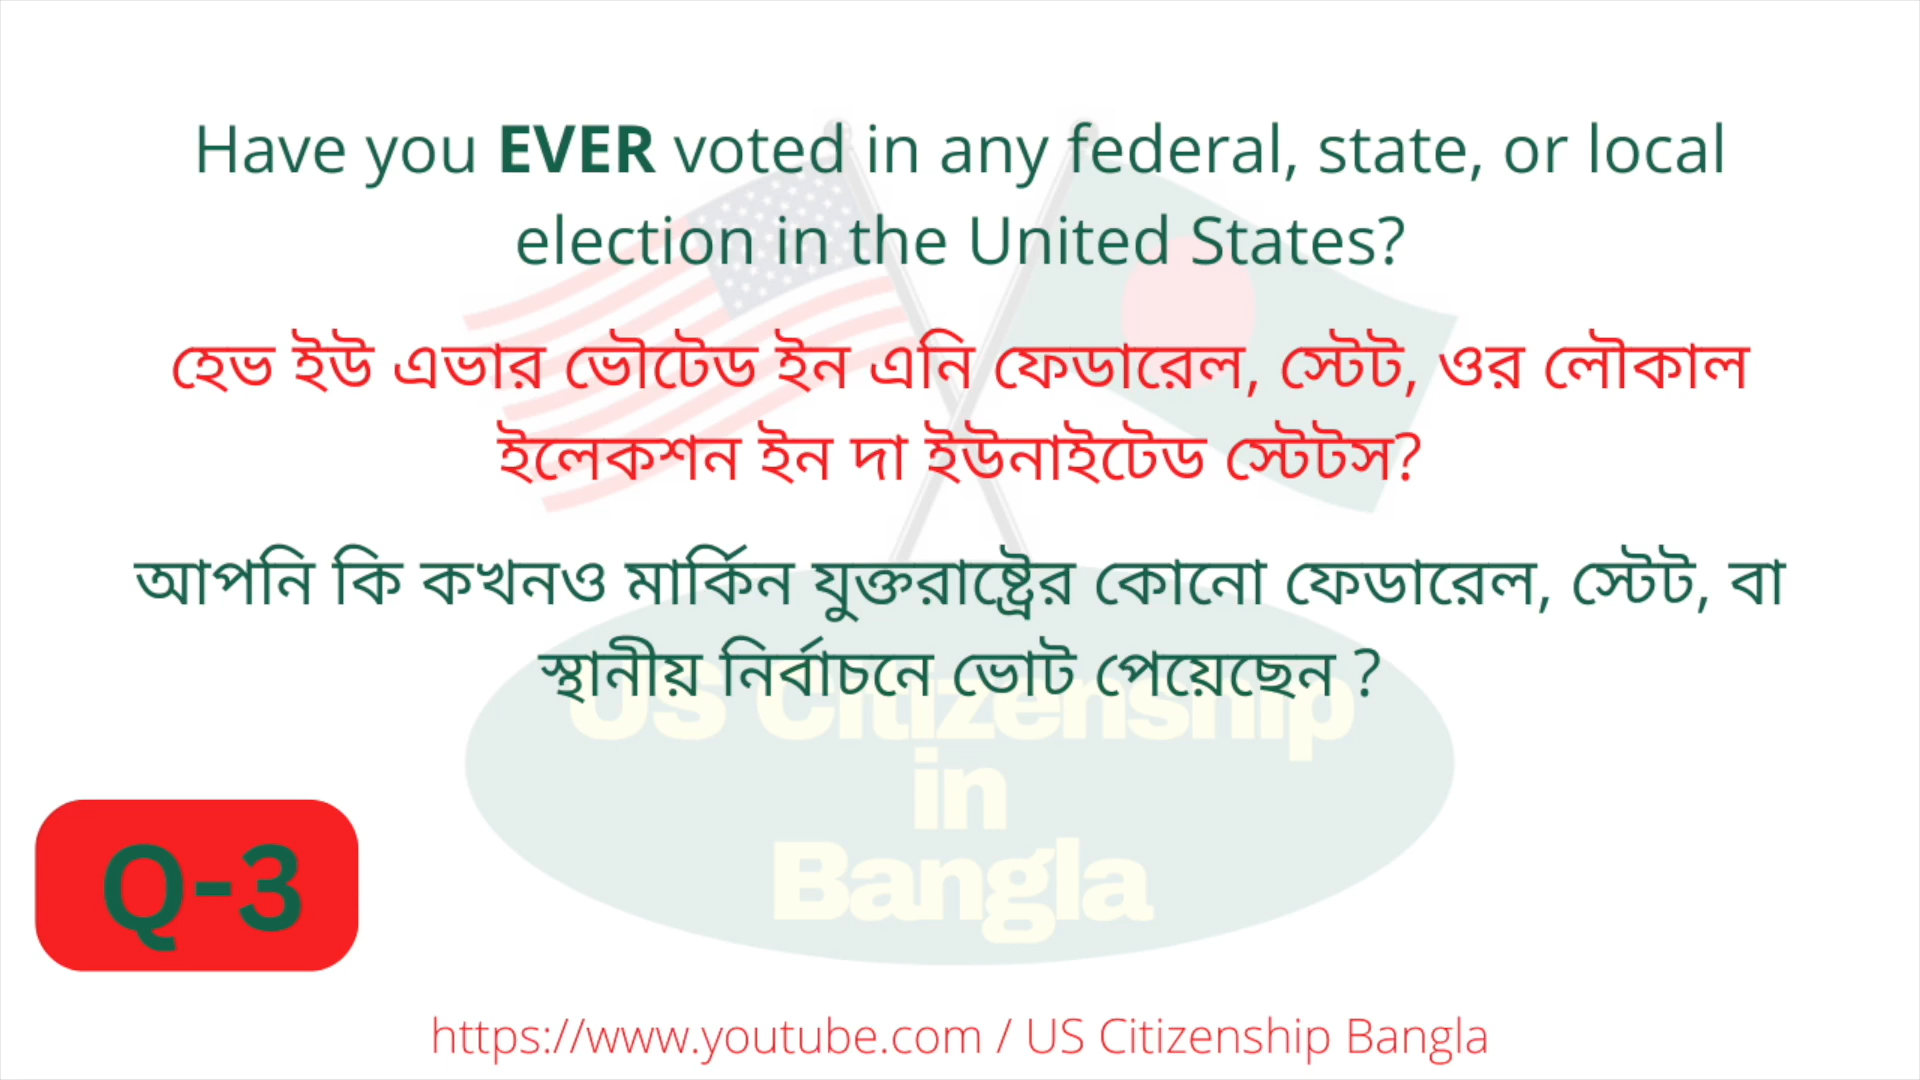 Have you EVER voted in any federal, state, or local
election in the United States?
হেভ ইউ এভার ভৌটেড ইন এনি ফেডারেল, স্টেট, ওর লৌকাল
ইলেকশন ইন দা ইউনাইটেড স্টেটস?
আপনি কি কখনও মার্কিন যুক্তরাষ্ট্রের কোনো ফেডারেল, স্টেট, বা
স্থানীয় নির্বাচনে ভোট পেয়েছেন ?
US Citizenship
in
Bangla
Q-3
https://www.youtube.com / US Citizenship Bangla